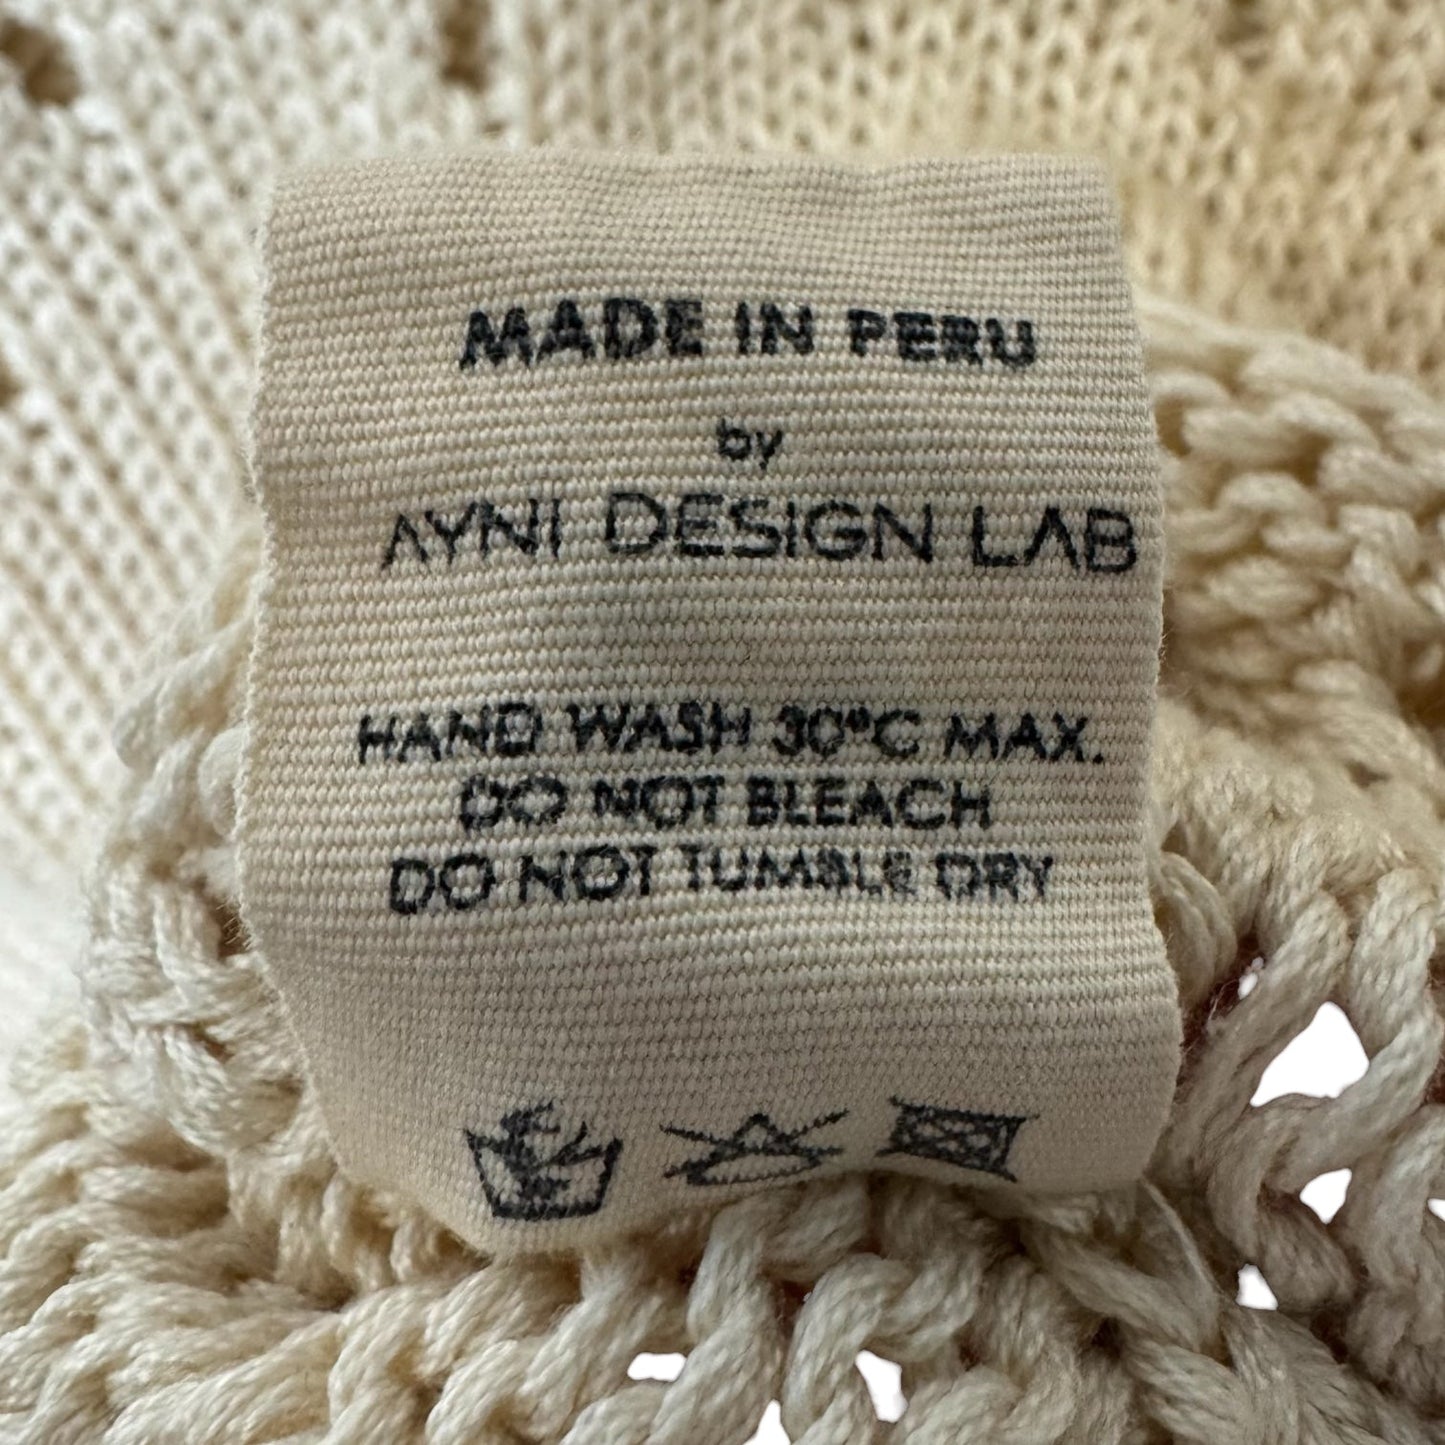 MADE IN PERU
by
AYNI DESIGN LAB
HAND WASH 30°C MAX.
DO NOT BLEACH
DO NOT TUMBLE DRY